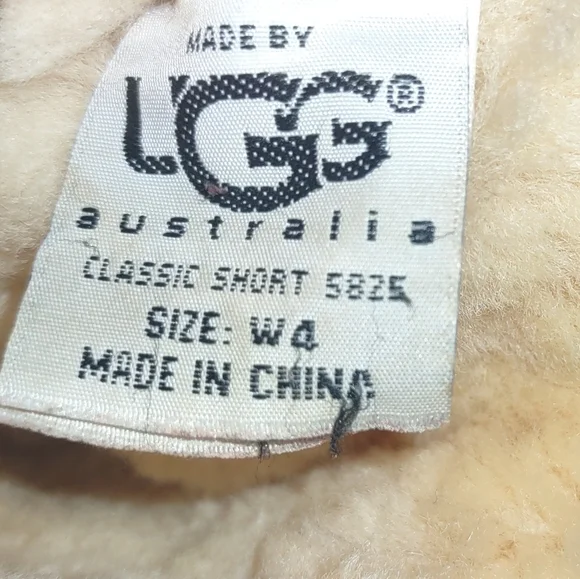 MADE BY
UGG®
australia
CLASSIC SHORT 5825
SIZE: W4
MADE IN CHINA